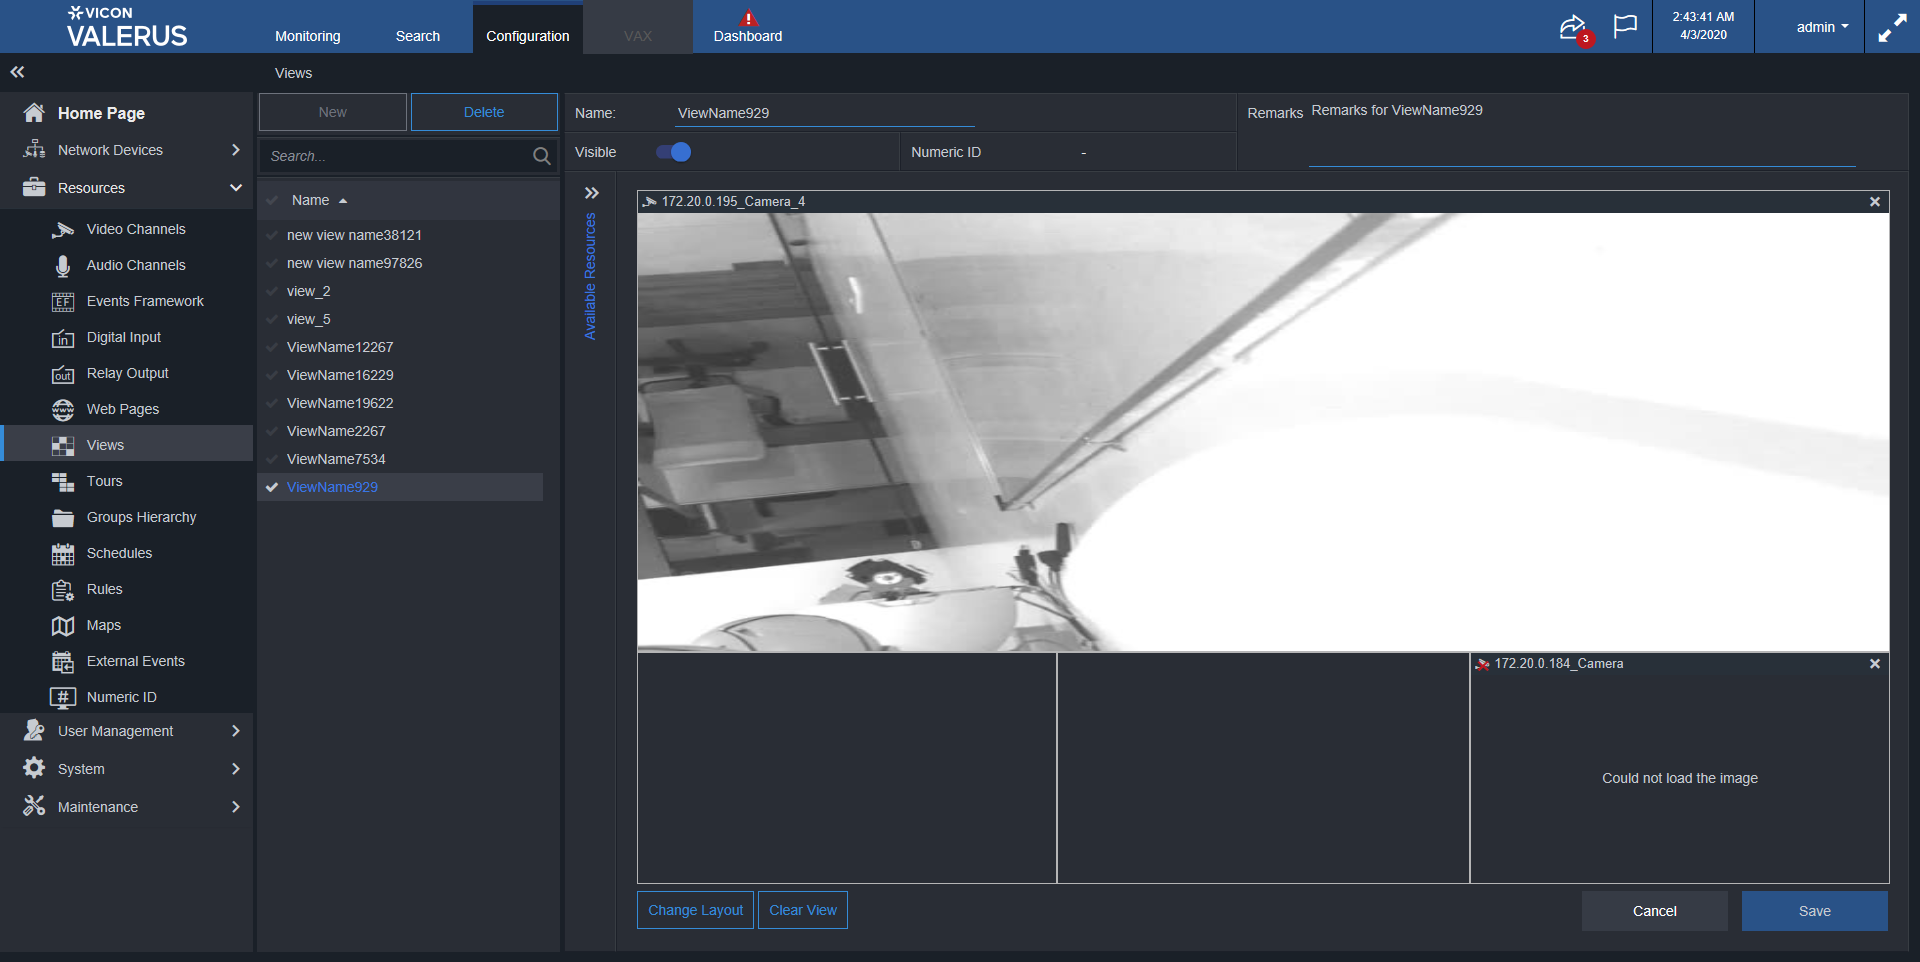 VICON
VALERUS
Monitoring
Search
Configuration
VAX
Dashboard
3
2:43:41 AM
4/3/2020
admin
Views
Home Page
Network Devices
Resources
Video Channels
Audio Channels
EF
Events Framework
in
Digital Input
out
Relay Output
www
Web Pages
Views
Tours
Groups Hierarchy
Schedules
Rules
Maps
External Events
#
Numeric ID
User Management
System
Maintenance
New
Delete
Search...
Name
new view name38121
new view name97826
view_2
view_5
ViewName12267
ViewName16229
ViewName19622
ViewName2267
ViewName7534
ViewName929
Name:
ViewName929
Remarks
Remarks for ViewName929
Visible
Numeric ID
-
Available Resources
172.20.0.195_Camera_4
172.20.0.184_Camera
Could not load the image
Change Layout
Clear View
Cancel
Save